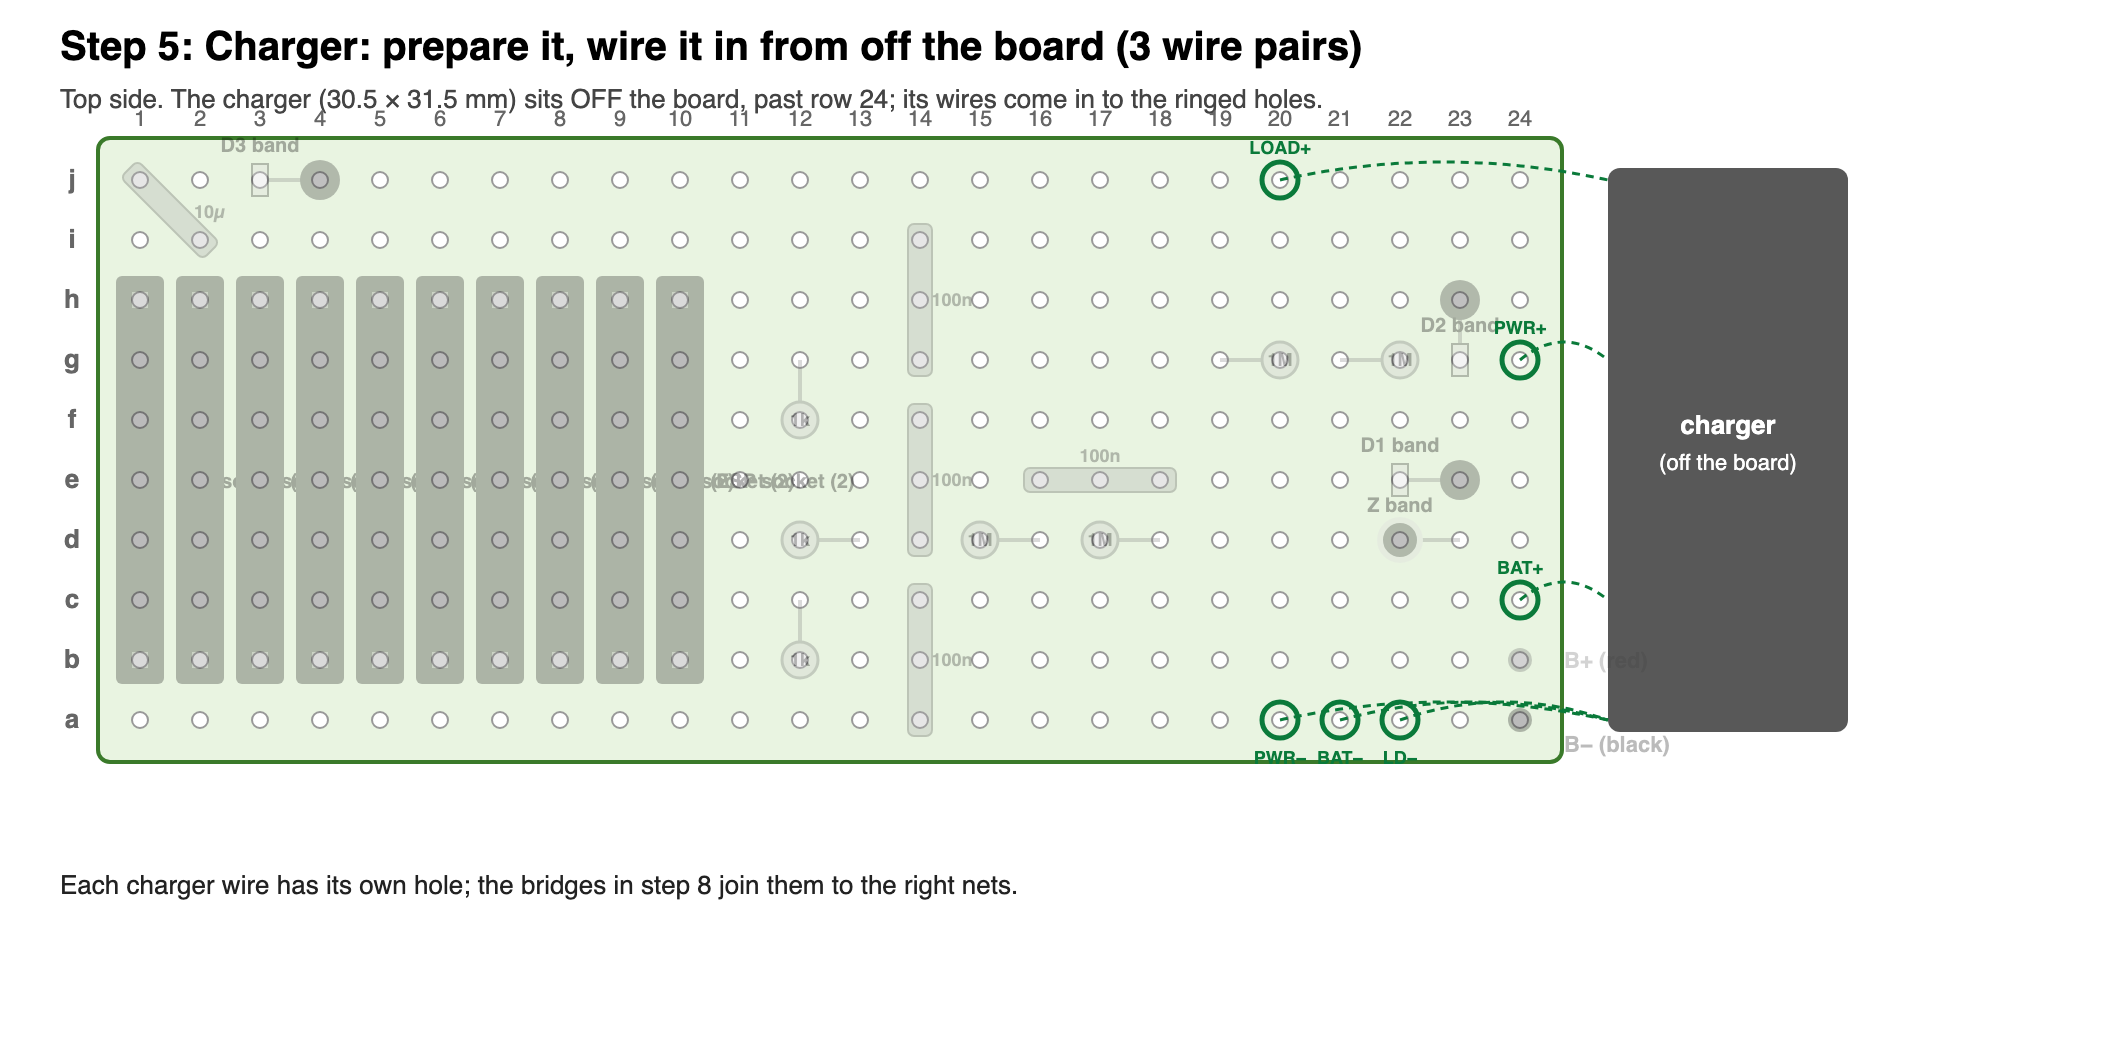 Step 5: Charger: prepare it, wire it in from off the board (3 wire pairs)
Top side. The charger (30.5 × 31.5 mm) sits OFF the board, past row 24; its wires come in to the ringed holes.
1 2 3 4 5 6 7 8 9 10 11 12 13 14 15 16 17 18 19 20 21 22 23 24
D3 band
LOAD+
j
10µ
i
h
100n
D2 band
PWR+
g
1M
1M
f
1k
charger
(off the board)
D1 band
100n
e
socket (2)
100n
Z band
d
1k
1M
1M
BAT+
c
b
1k
100n
B+ (red)
a
B− (black)
PWR−
BAT−
LD−
Each charger wire has its own hole; the bridges in step 8 join them to the right nets.